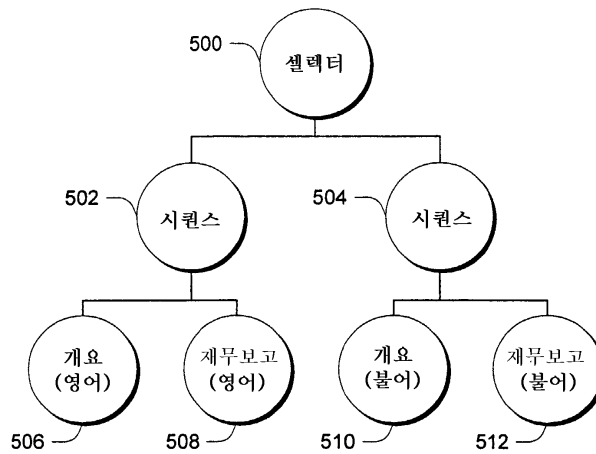 500
셀렉터
502
시퀀스
504
시퀀스
개요
(영어)
재무보고
(영어)
개요
(불어)
재무보고
(불어)
506
508
510
512